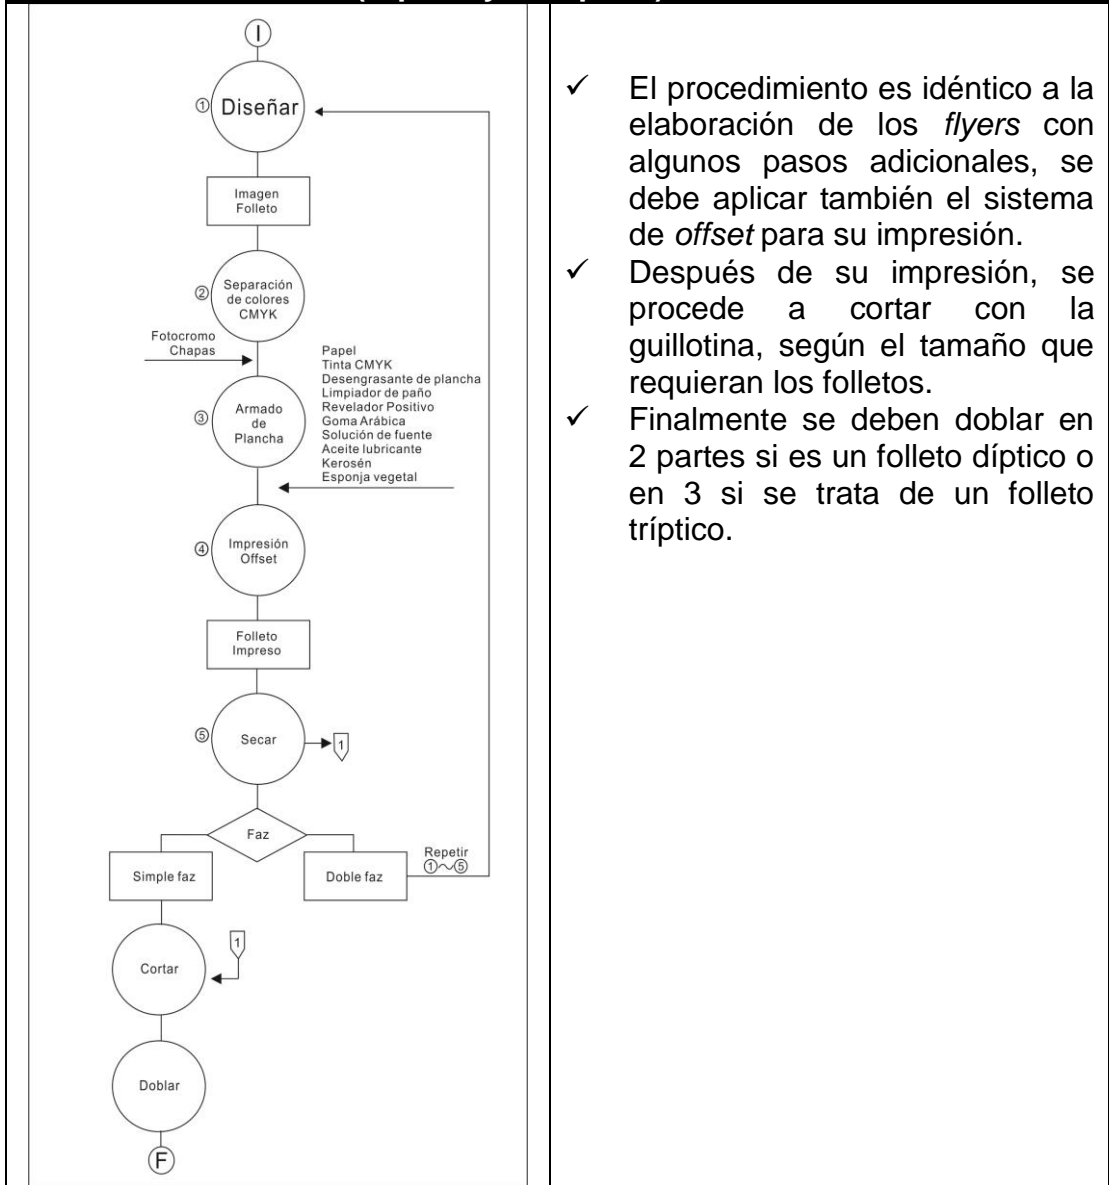 I
① Diseñar
Imagen
Folleto
②
Separación
de colores
CMYK
Fotocromo
Chapas
Papel
Tinta CMYK
Desengrasante de plancha
Limpiador de paño
Revelador Positivo
Goma Arábica
Solución de fuente
Aceite lubricante
Kerosén
Esponja vegetal
③
Armado
de
Plancha
④
Impresión
Offset
Folleto
Impreso
⑤ Secar
1
Faz
Simple faz
Doble faz
Repetir
①~⑤
1
Cortar
Doblar
F
✓ El procedimiento es idéntico a la
elaboración de los flyers con
algunos pasos adicionales, se
debe aplicar también el sistema
de offset para su impresión.
✓ Después de su impresión, se
procede a cortar con la
guillotina, según el tamaño que
requieran los folletos.
✓ Finalmente se deben doblar en
2 partes si es un folleto díptico o
en 3 si se trata de un folleto
tríptico.